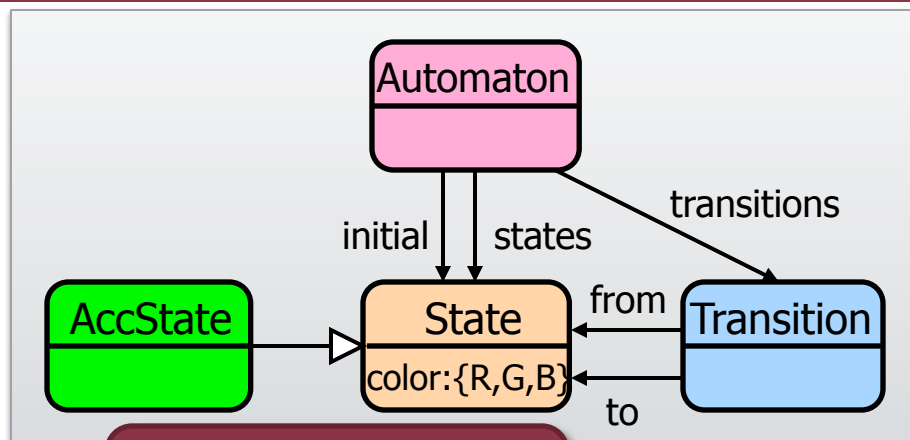 Automaton
transitions
initial
states
AccState
State
from
Transition
color:{R,G,B}
to